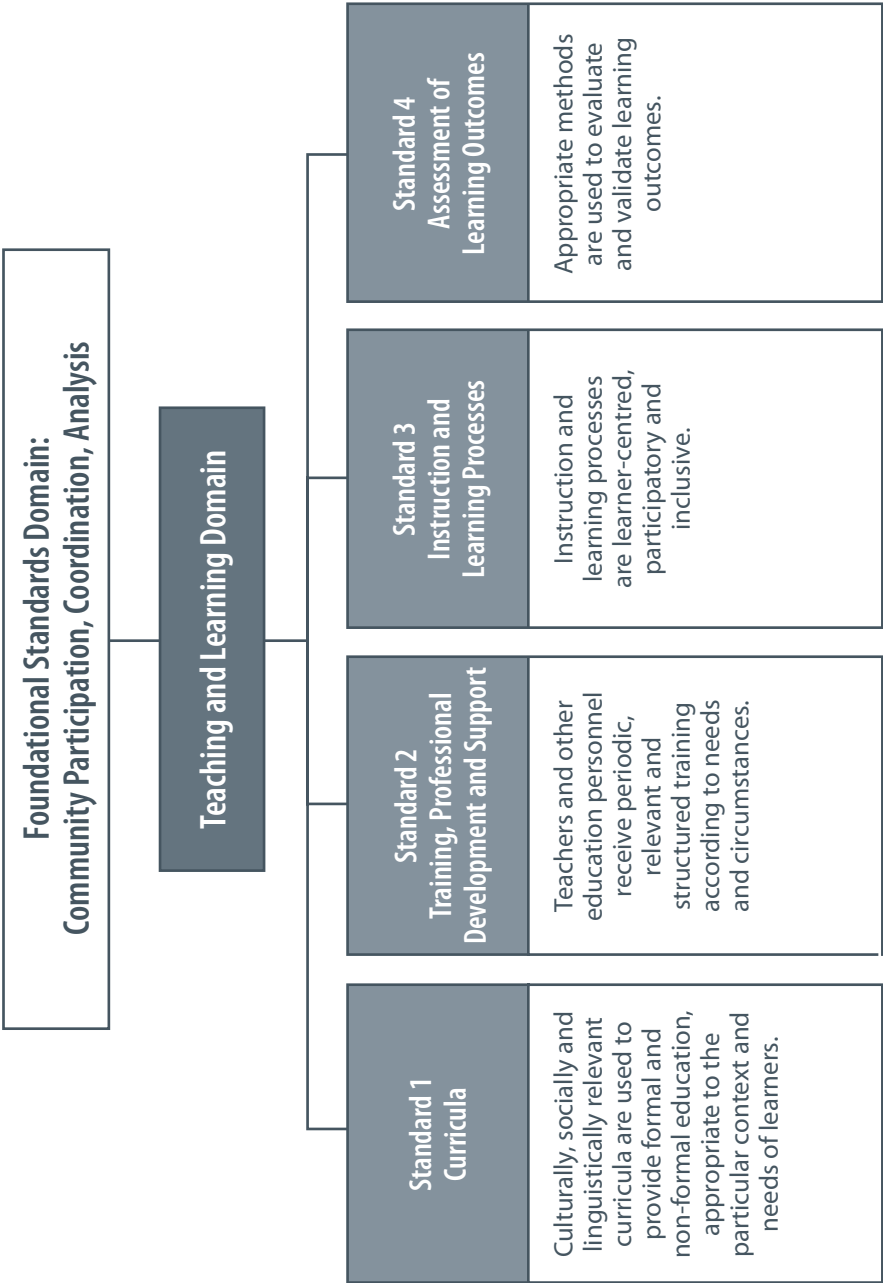 Foundational Standards Domain:
Community Participation, Coordination, Analysis
Teaching and Learning Domain
Standard 1
Curricula
Culturally, socially and
linguistically relevant
curricula are used to
provide formal and
non-formal education,
appropriate to the
particular context and
needs of learners.
Standard 2
Training, Professional
Development and Support
Teachers and other
education personnel
receive periodic,
relevant and
structured training
according to needs
and circumstances.
Standard 3
Instruction and
Learning Processes
Instruction and
learning processes
are learner-centred,
participatory and
inclusive.
Standard 4
Assessment of
Learning Outcomes
Appropriate methods
are used to evaluate
and validate learning
outcomes.